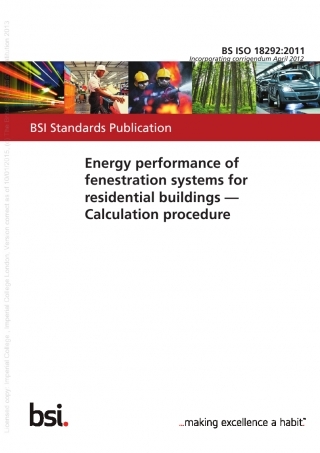 BS ISO 18292:2011
Incorporating corrigendum April 2012
BSI Standards Publication
Energy performance of
fenestration systems for
residential buildings —
Calculation procedure
bsi.
...making excellence a habit.™